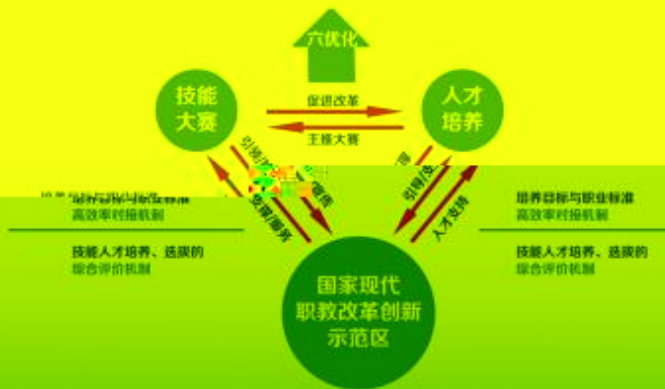 六优化
技能
大赛
促进改革
主推大赛
人才
培养
人才支持
培养目标与职业标准
高效率对接机制
技能人才培养、选拔的
综合评价机制
培养目标与职业标准
高效率对接机制
技能人才培养、选拔的
综合评价机制
国家现代
职教改革创新
示范区